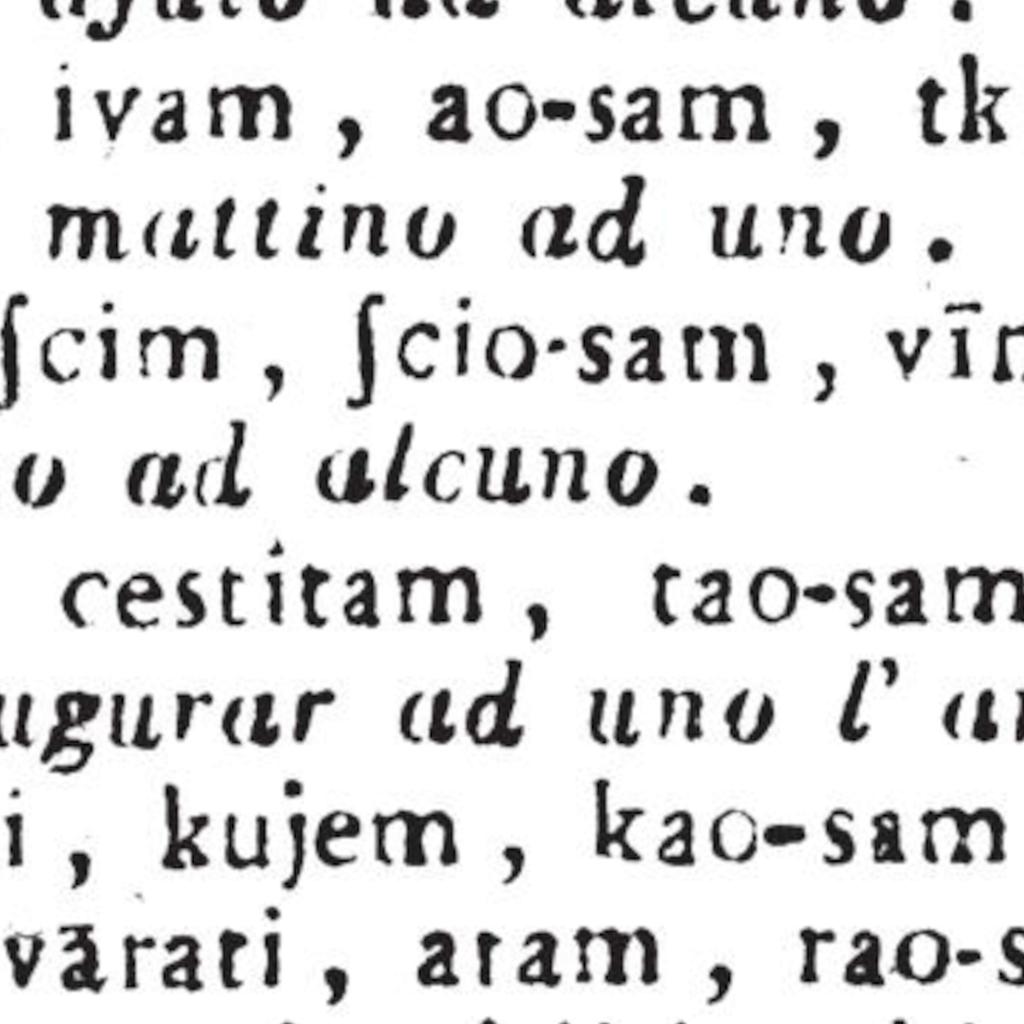 ivam , ao-sam , tk
mattino ad uno .
ſcim , ſcio-sam , vīn
o ad alcuno .
cestitam , tao-sam
ugurar ad uno l' an
i , kujem , kao-sam
vārati , aram , rao-s